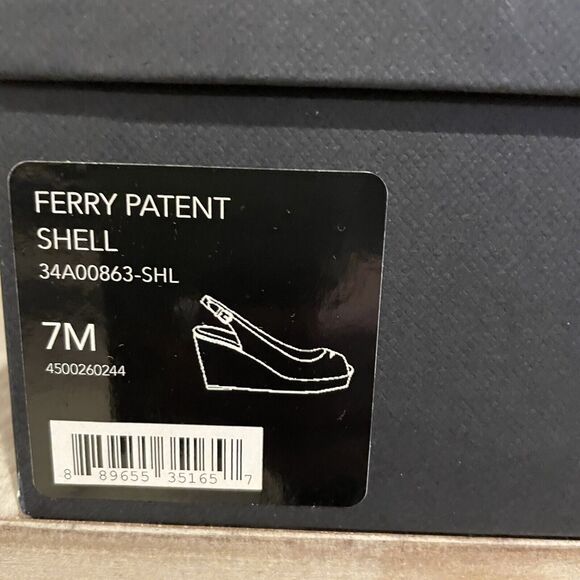 FERRY PATENT
SHELL
34A00863-SHL
7M
4500260244
8 89655 35165 7